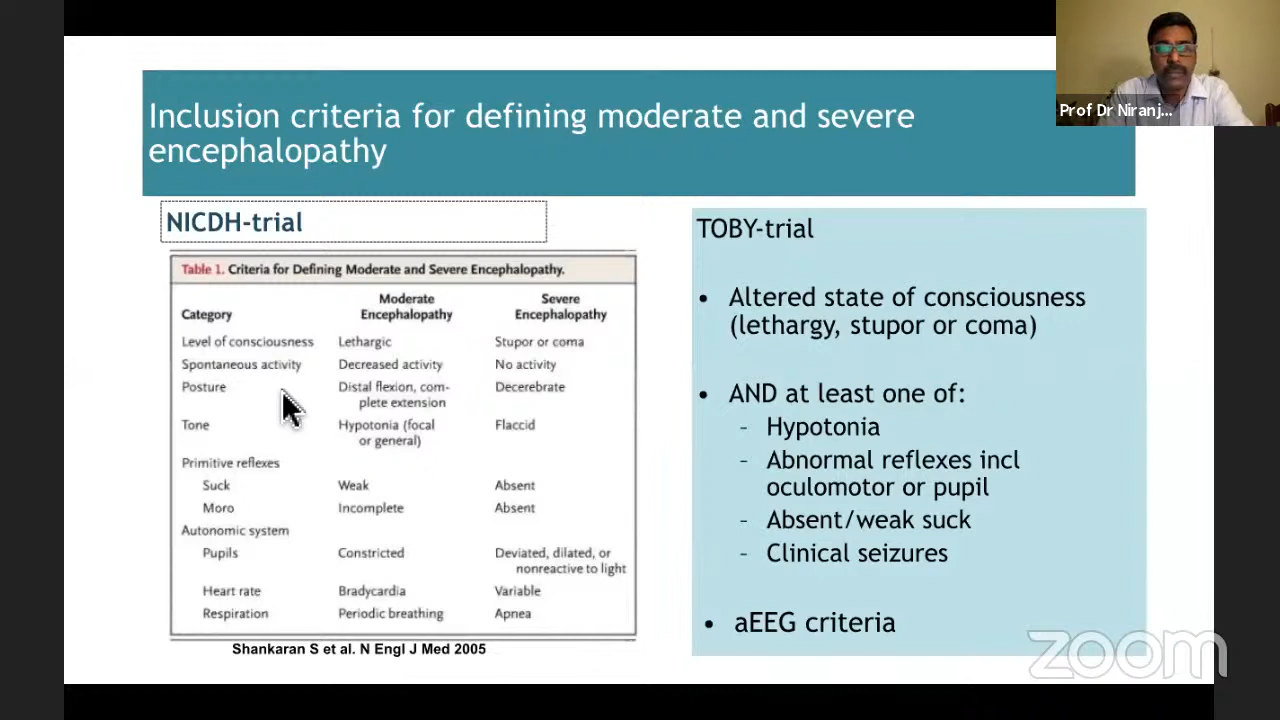 Inclusion criteria for defining moderate and severe
encephalopathy
Prof Dr Niranj...
NICDH-trial
Table 1. Criteria for Defining Moderate and Severe Encephalopathy.
Category Moderate Encephalopathy Severe Encephalopathy
Level of consciousness Lethargic Stupor or coma
Spontaneous activity Decreased activity No activity
Posture Distal flexion, com- Decerebrate
plete extension
Tone Hypotonia (focal Flaccid
or general)
Primitive reflexes
Suck Weak Absent
Moro Incomplete Absent
Autonomic system
Pupils Constricted Deviated, dilated, or
nonreactive to light
Heart rate Bradycardia Variable
Respiration Periodic breathing Apnea
Shankaran S et al. N Engl J Med 2005
TOBY-trial
• Altered state of consciousness
(lethargy, stupor or coma)
• AND at least one of:
- Hypotonia
- Abnormal reflexes incl
oculomotor or pupil
- Absent/weak suck
- Clinical seizures
• aEEG criteria
zoom